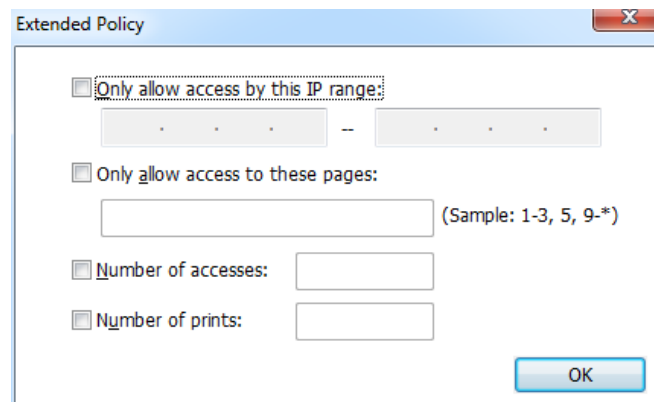 Extended Policy
Only allow access by this IP range:
. . . -- . . .
Only allow access to these pages:
(Sample: 1-3, 5, 9-*)
Number of accesses:
Number of prints:
OK